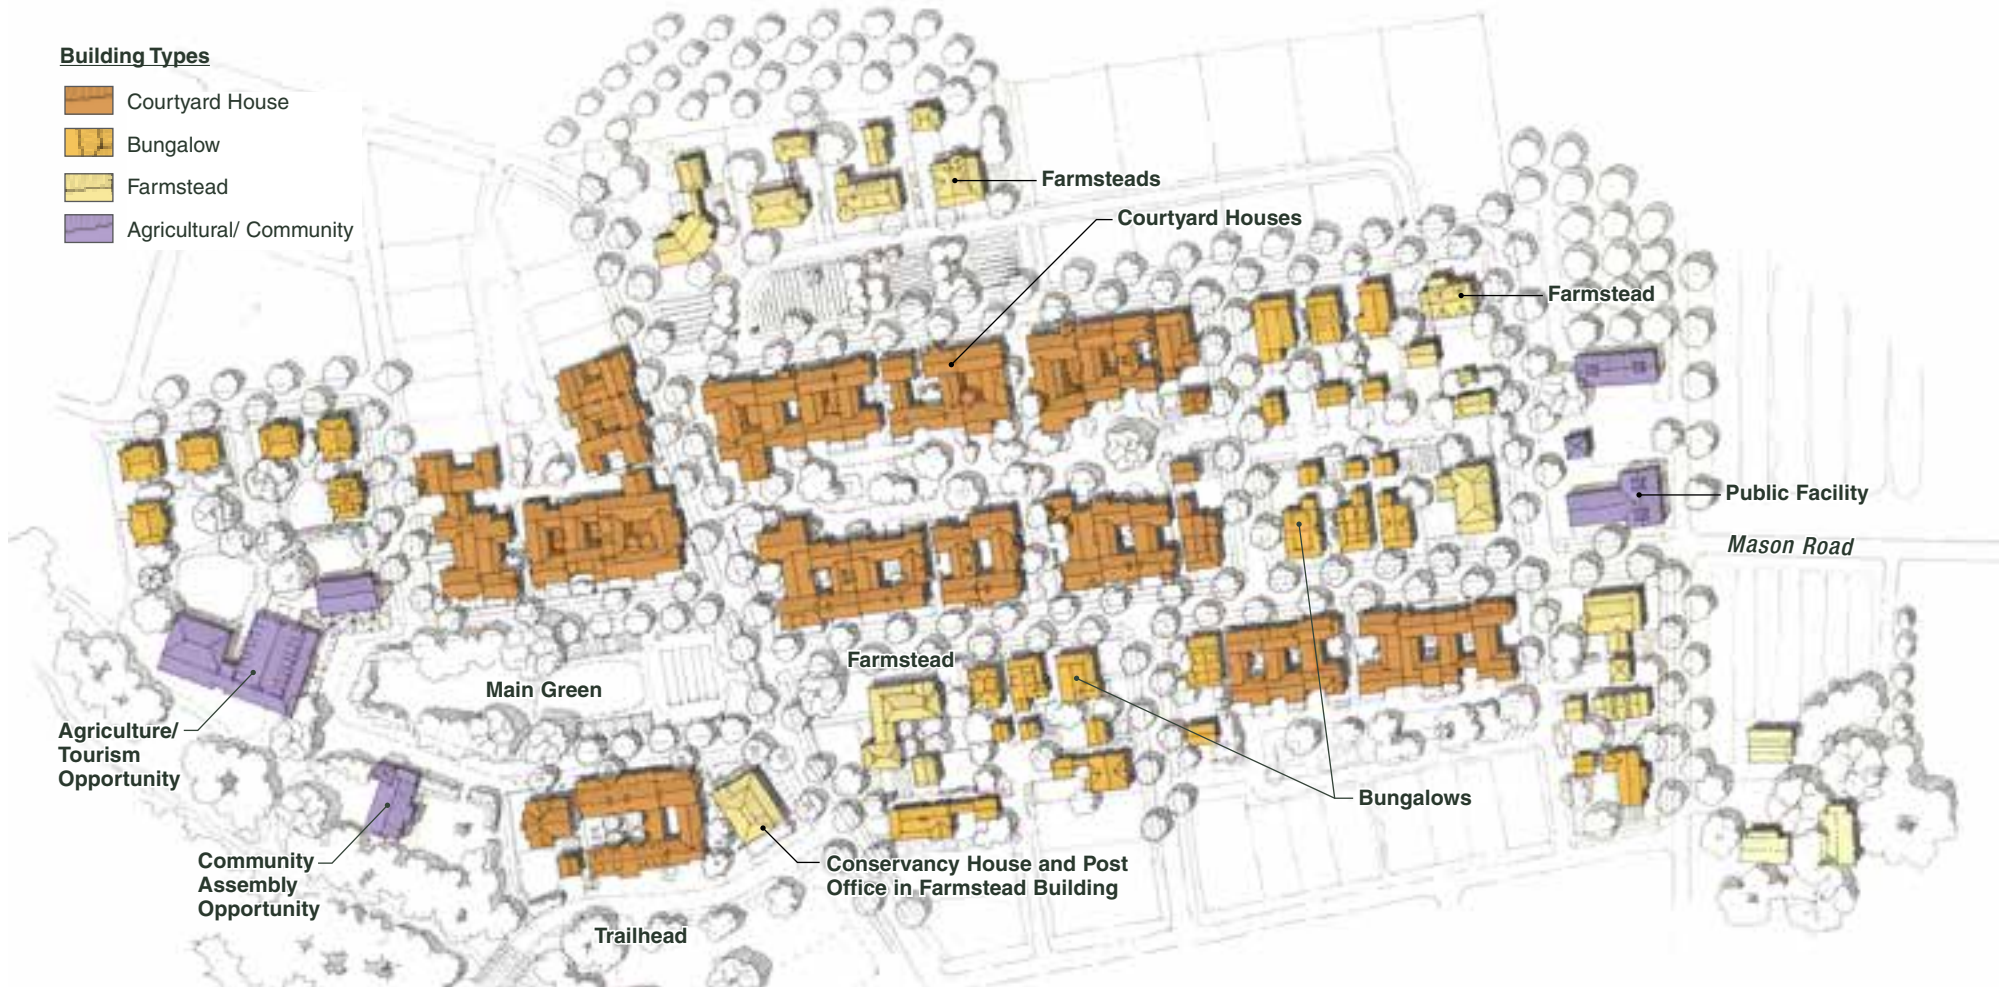 Building Types
Courtyard House
Bungalow
Farmstead
Agricultural/ Community
Farmsteads
Courtyard Houses
Farmstead
Public Facility
Mason Road
Farmstead
Main Green
Agriculture/
Tourism
Opportunity
Bungalows
Community
Assembly
Opportunity
Conservancy House and Post
Office in Farmstead Building
Trailhead